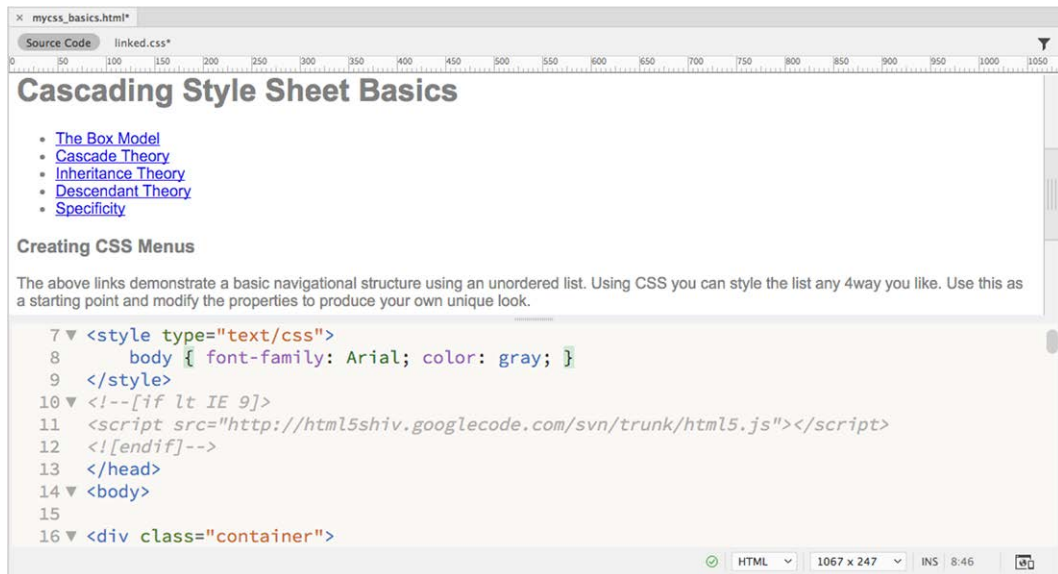 × mycss_basics.html*
Source Code linked.css*
0 50 100 150 200 250 300 350 400 450 500 550 600 650 700 750 800 850 900 950 1000 1050
Cascading Style Sheet Basics
• The Box Model
• Cascade Theory
• Inheritance Theory
• Descendant Theory
• Specificity
Creating CSS Menus
The above links demonstrate a basic navigational structure using an unordered list. Using CSS you can style the list any 4way you like. Use this as
a starting point and modify the properties to produce your own unique look.
7 ▼ <style type="text/css">
8 body { font-family: Arial; color: gray; }
9 </style>
10 ▼ <!--[if lt IE 9]>
11 <script src="http://html5shiv.googlecode.com/svn/trunk/html5.js"></script>
12 <![endif]-->
13 </head>
14 ▼ <body>
15
16 ▼ <div class="container">
HTML 1067 x 247 INS 8:46